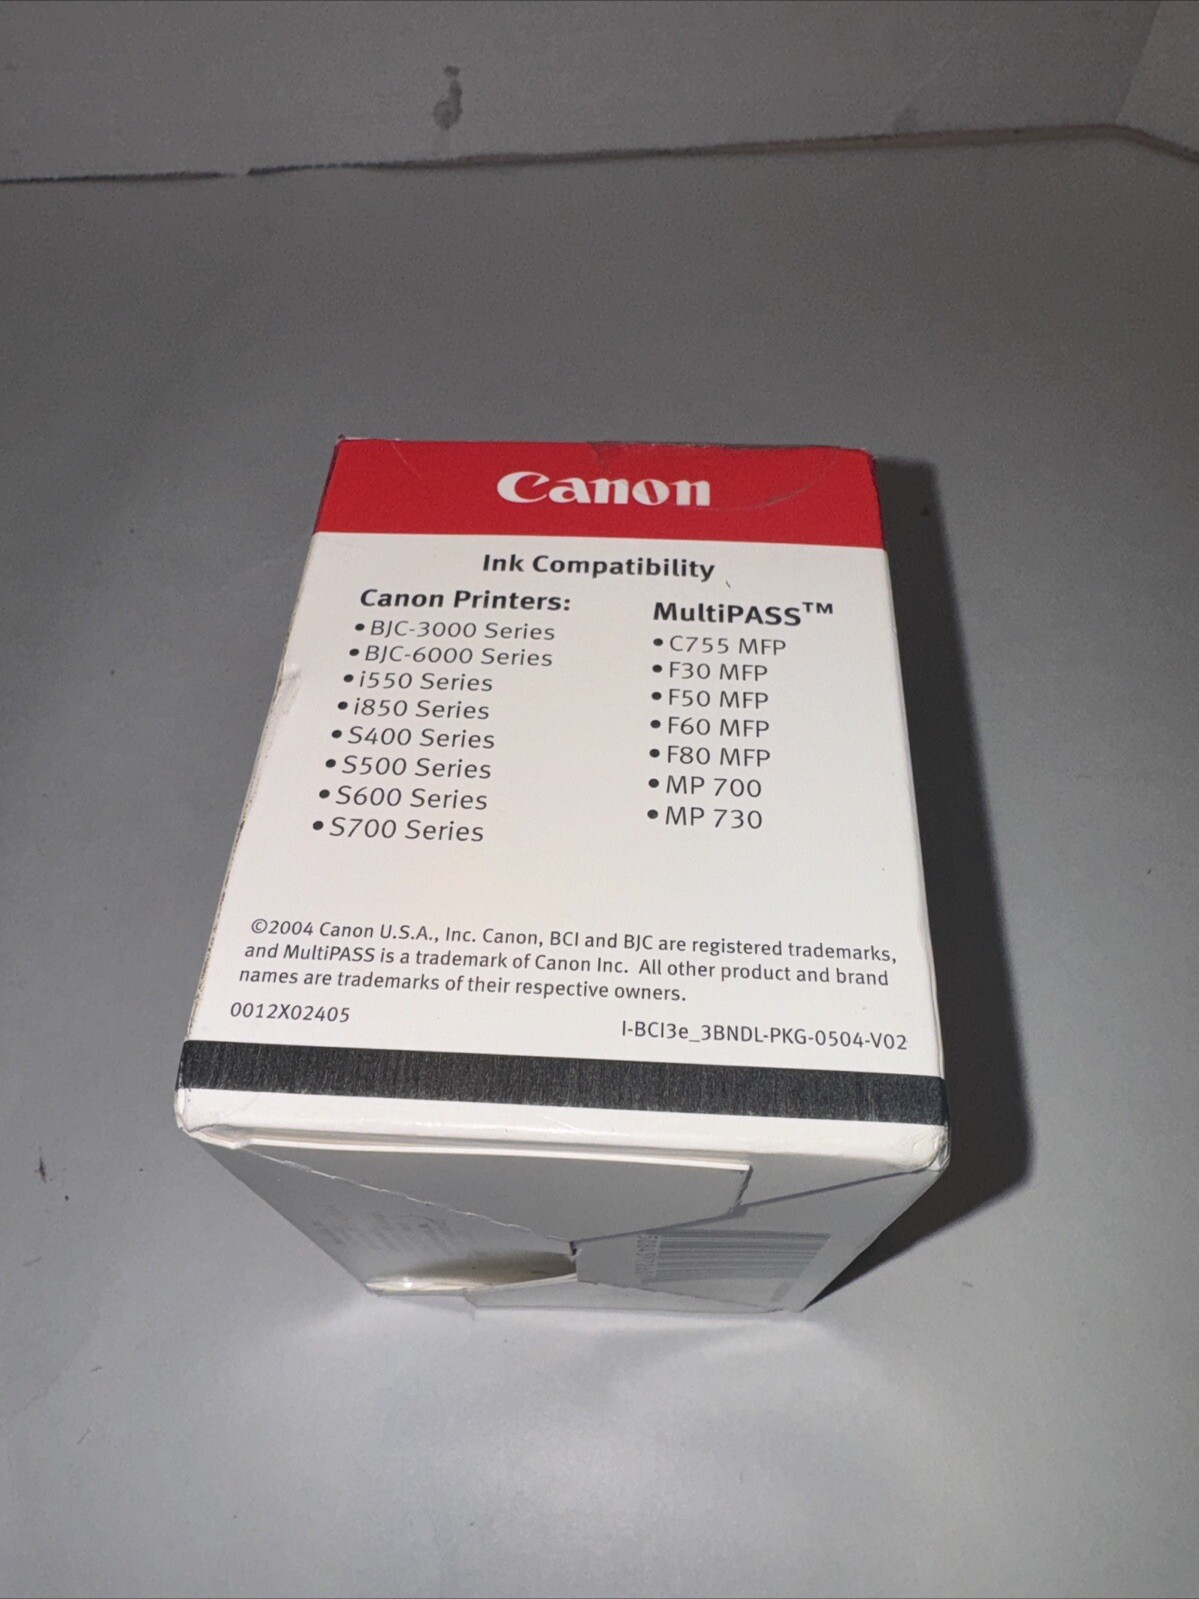 Canon
Ink Compatibility
Canon Printers:
• BJC-3000 Series
• BJC-6000 Series
• i550 Series
• i850 Series
• S400 Series
• S500 Series
• S600 Series
• S700 Series
MultiPASS™
• C755 MFP
• F30 MFP
• F50 MFP
• F60 MFP
• F80 MFP
• MP 700
• MP 730
©2004 Canon U.S.A., Inc. Canon, BCI and BJC are registered trademarks,
and MultiPASS is a trademark of Canon Inc. All other product and brand
names are trademarks of their respective owners.
0012X02405
I-BCI3e_3BNDL-PKG-0504-V02